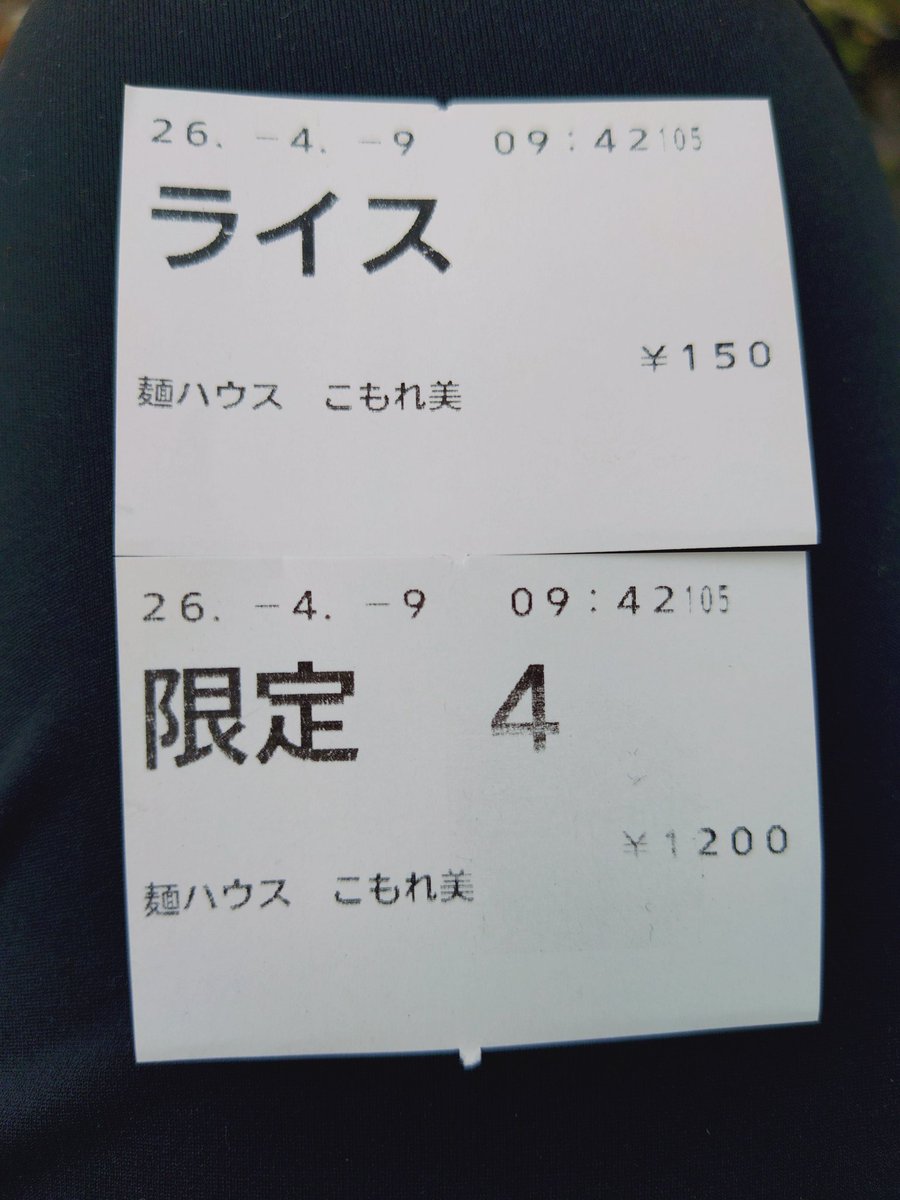 26. -4. -9 09:42105
ライス
¥150
麺ハウス こもれ美
26. -4. -9 09:42105
限定 4
¥1200
麺ハウス こもれ美